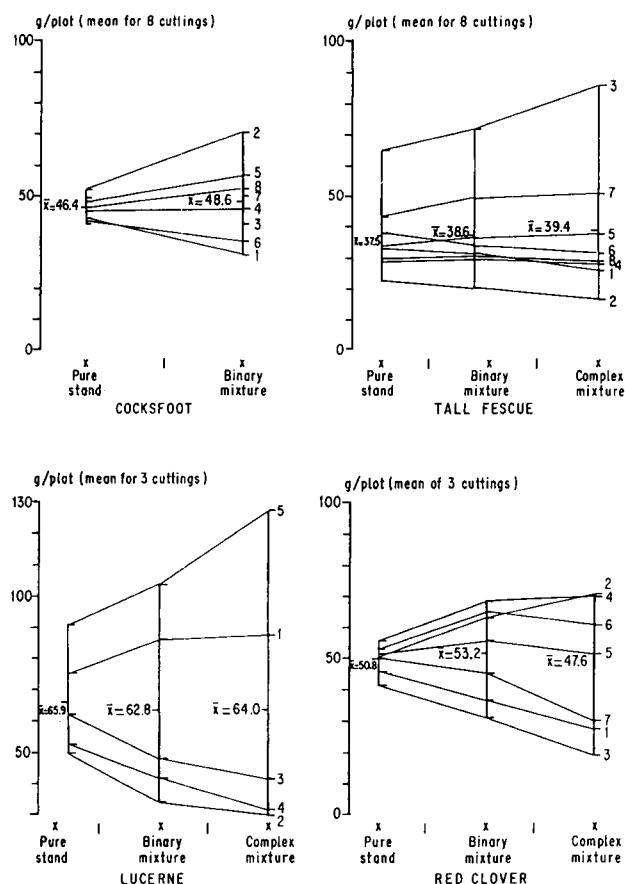 g/plot (mean for 8 cuttings)
100
50
0
x̄=46.4
x̄=48.6
2
5
8
7
4
3
6
1
x
I
x
Pure stand
Binary mixture
COCKSFOOT
g/plot (mean for 8 cuttings)
100
50
0
x̄=37.5
x̄=38.6
x̄=39.4
3
7
5
6
8
4
1
2
x
I
x
I
x
Pure stand
Binary mixture
Complex mixture
TALL FESCUE
g/plot (mean for 3 cuttings)
130
100
50
x̄=65.9
x̄=62.8
x̄=64.0
5
1
3
4
2
x
I
x
I
x
Pure stand
Binary mixture
Complex mixture
LUCERNE
g/plot (mean of 3 cuttings)
100
50
0
x̄=50.8
x̄=53.2
x̄=47.6
2
4
6
5
7
1
3
x
I
x
I
x
Pure stand
Binary mixture
Complex mixture
RED CLOVER